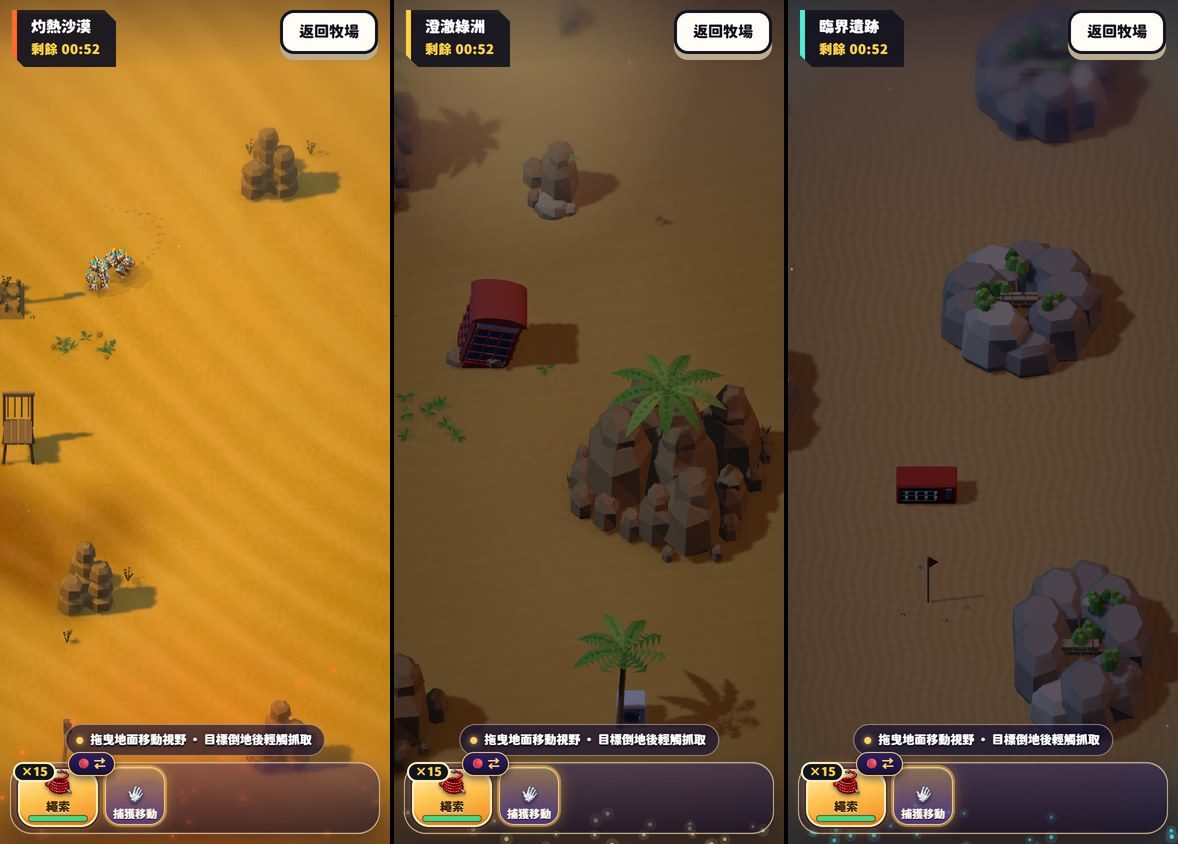 灼熱沙漠
剩餘 00:52
返回牧場
拖曳地面移動視野・目標倒地後輕觸抓取
×15
繩索
捕獲移動
澄澈綠洲
剩餘 00:52
返回牧場
拖曳地面移動視野・目標倒地後輕觸抓取
×15
繩索
捕獲移動
臨界遺跡
剩餘 00:52
返回牧場
拖曳地面移動視野・目標倒地後輕觸抓取
×15
繩索
捕獲移動